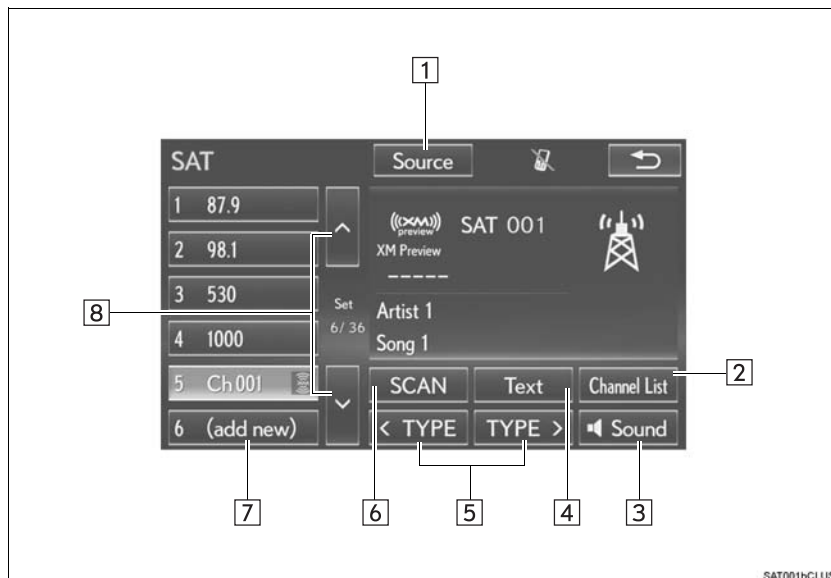 1
SAT
Source
1 87.9
2 98.1
3 530
4 1000
5 Ch 001
6 (add new)
Set
6/36
((XM))
preview
XM Preview
SAT 001
-----
Artist 1
Song 1
SCAN
Text
Channel List
< TYPE
TYPE >
Sound
8
2
7
6
5
4
3